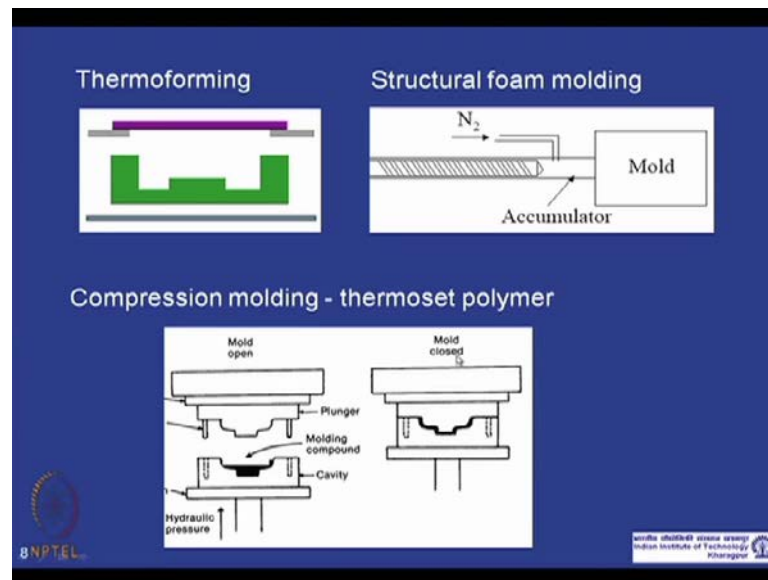 Thermoforming
Structural foam molding
N2
Mold
Accumulator
Compression molding - thermoset polymer
Mold
open
Mold
closed
Plunger
Molding
compound
Cavity
Hydraulic
pressure
8
NPTEL
Indian Institute of Technology
Kharagpur